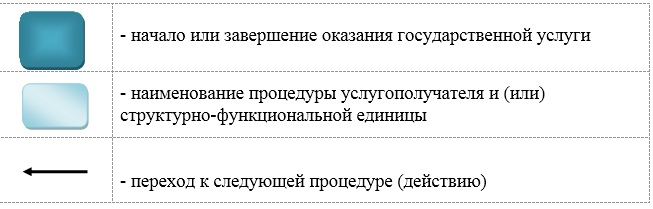 - начало или завершение оказания государственной услуги
- наименование процедуры услугополучателя и (или)
структурно-функциональной единицы
- переход к следующей процедуре (действию)